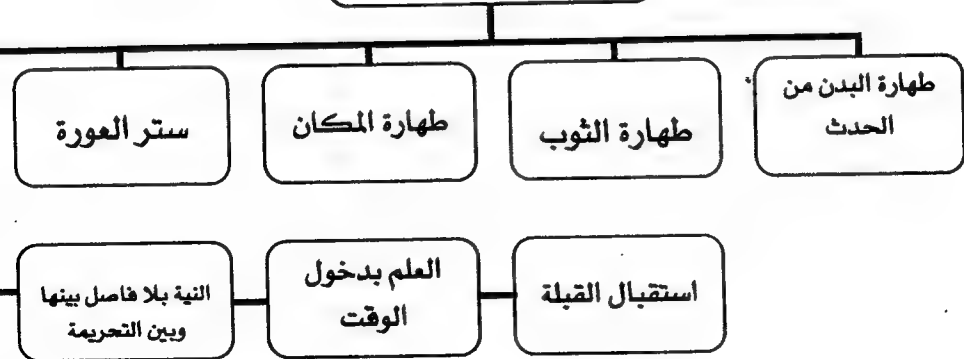 طهارة البدن من
الحدث
طهارة الثوب
طهارة المكان
ستر العورة
استقبال القبلة
العلم بدخول
الوقت
النية بلا فاصل بينها
وبين التحريمة